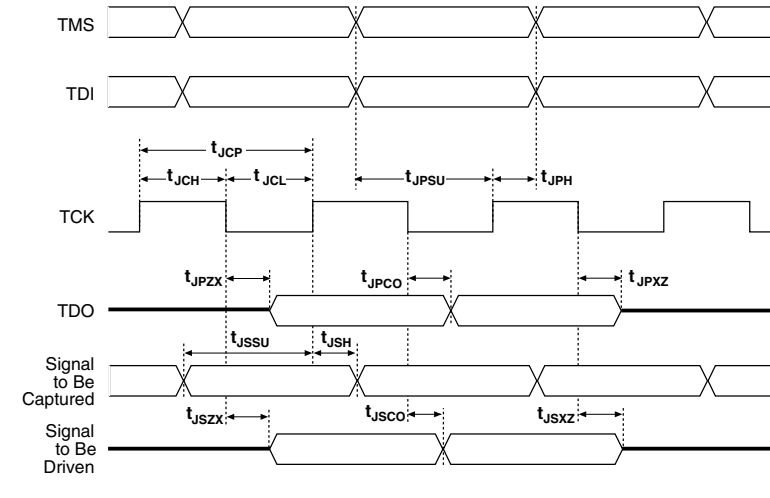 TMS
TDI
tJCP
tJCH tJCL tJPSU tJPH
TCK
tJPZX tJPCO tJPXZ
TDO
tJSSU tJSH
Signal
to Be
Captured
tJSZX tJSCO tJSXZ
Signal
to Be
Driven